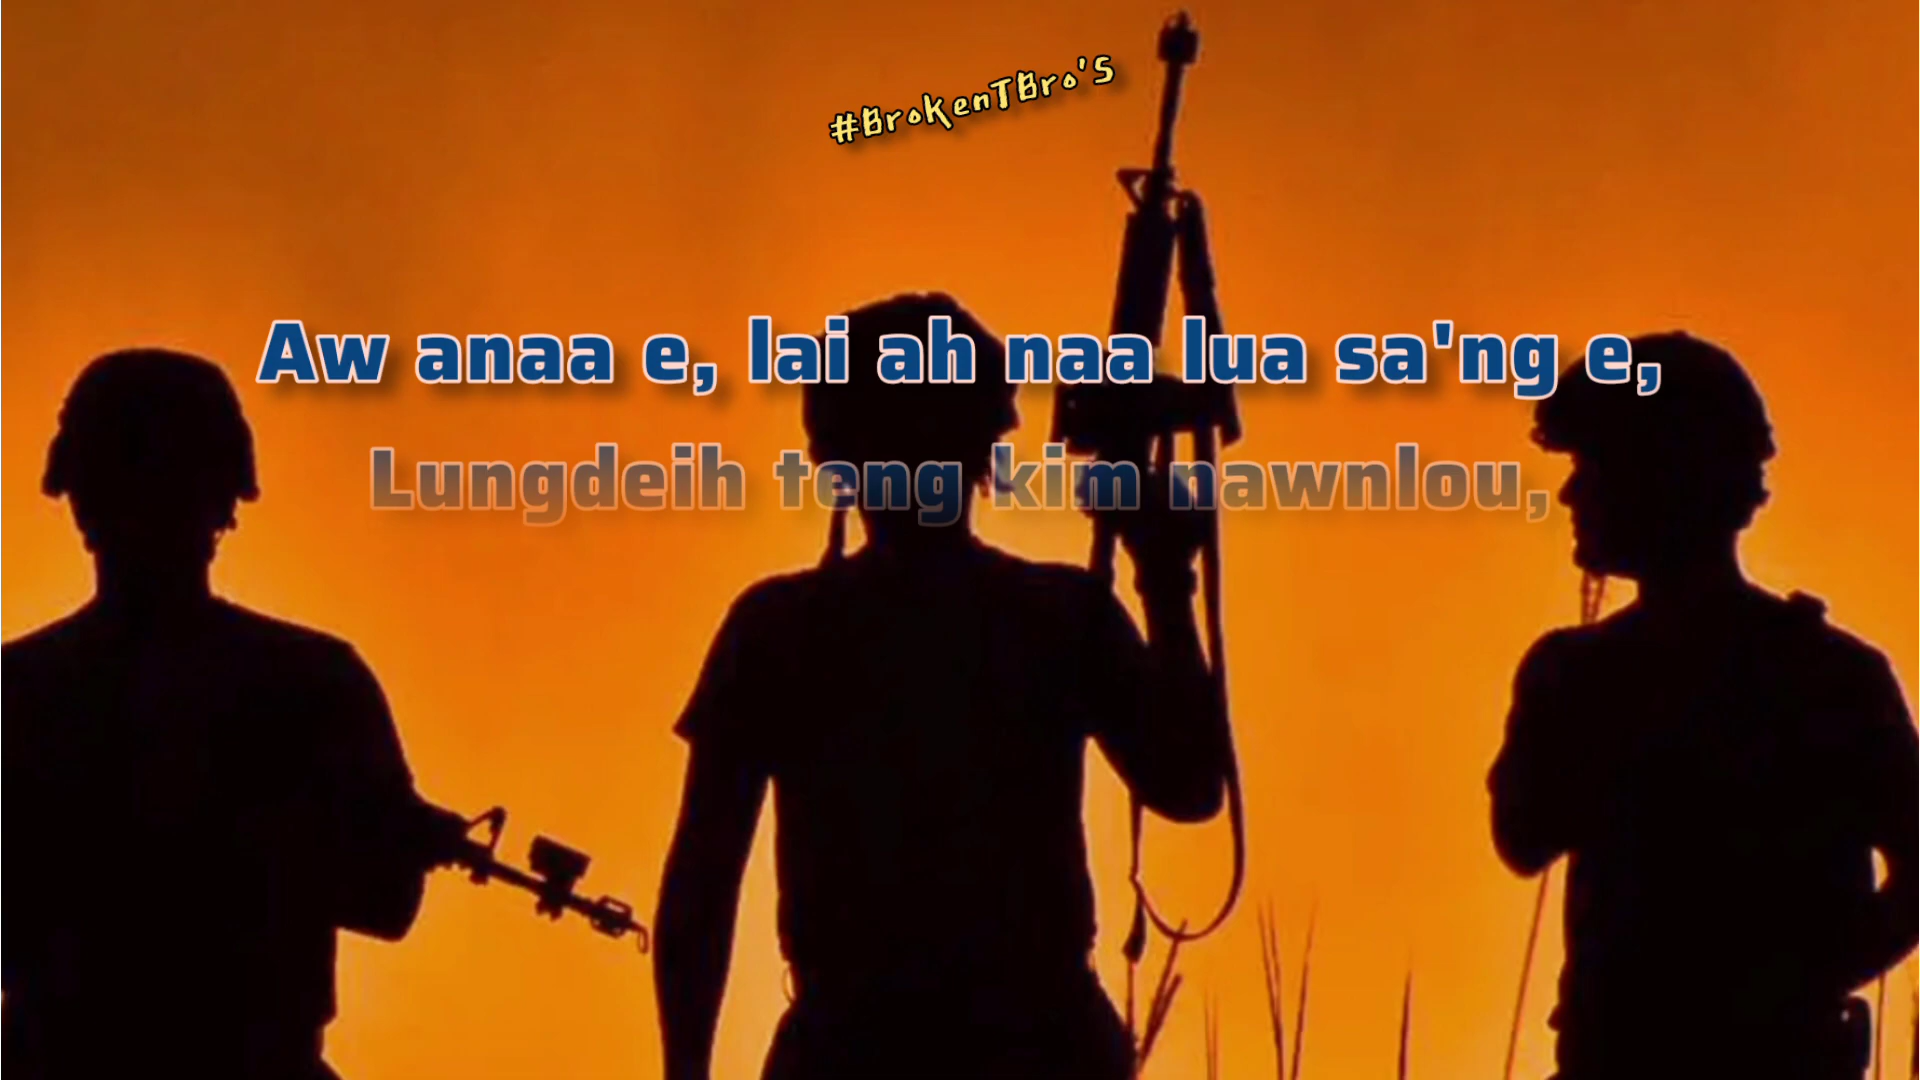 #BrokenTBro'S
Aw anaa e, lai ah naa lua sa'ng e,
Lungdeih teng kim nawnlou,